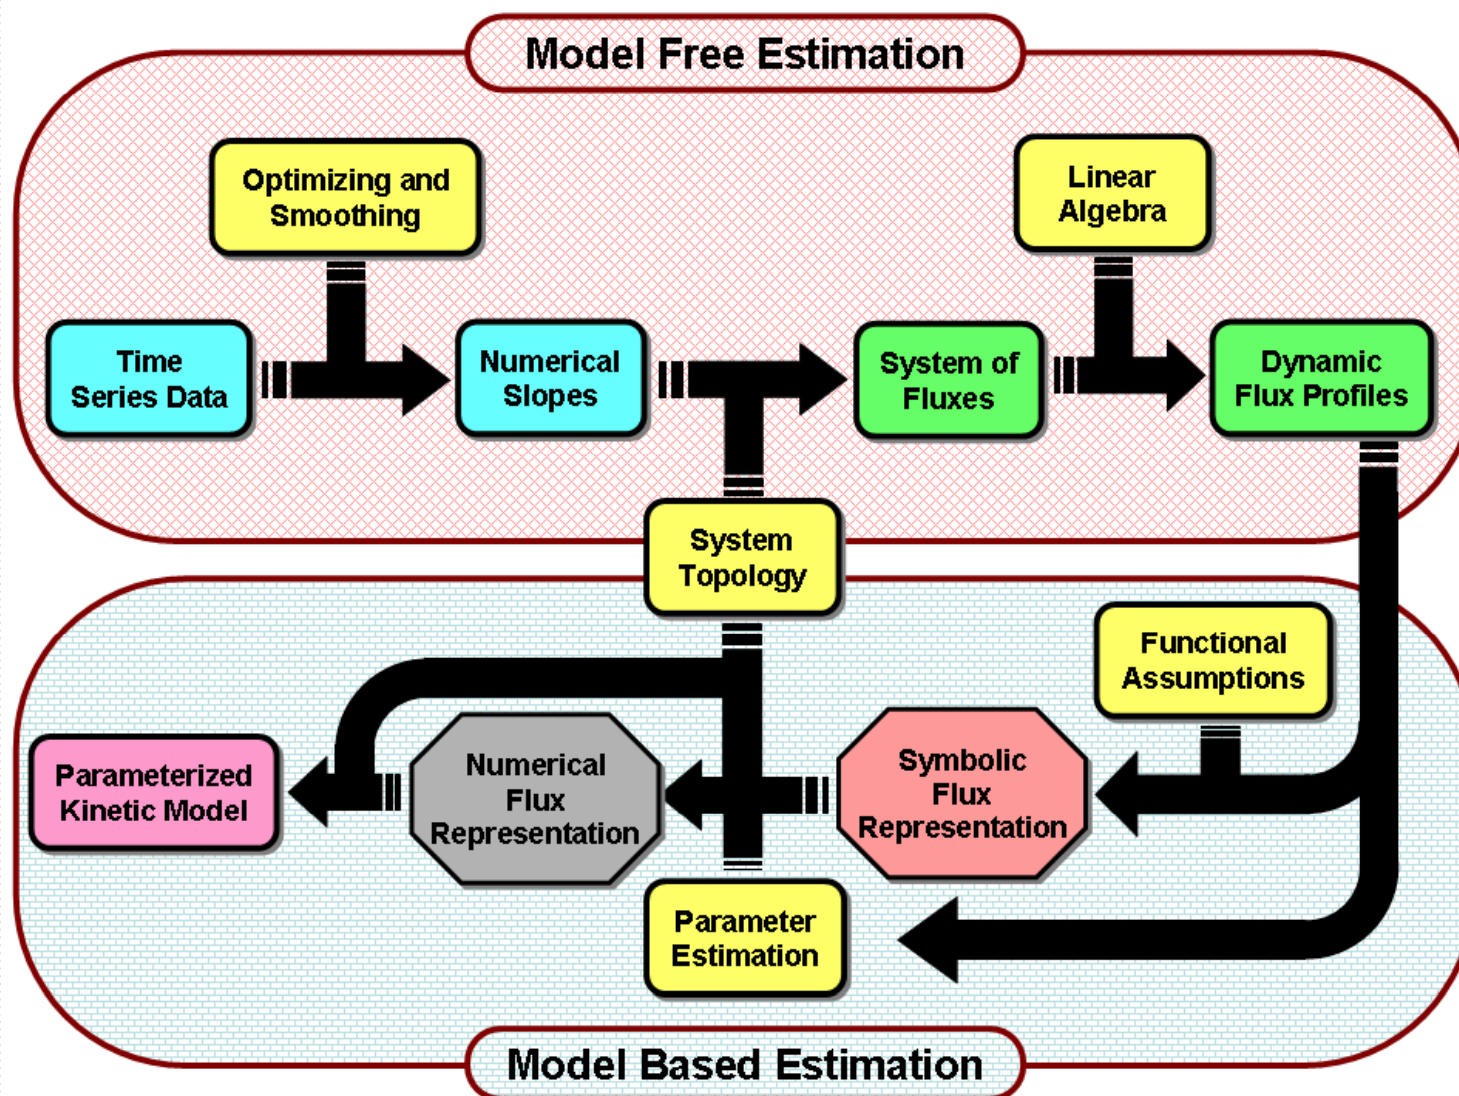 Model Free Estimation
Optimizing and
Smoothing
Linear
Algebra
Time
Series Data
Numerical
Slopes
System of
Fluxes
Dynamic
Flux Profiles
System
Topology
Functional
Assumptions
Parameterized
Kinetic Model
Numerical
Flux
Representation
Symbolic
Flux
Representation
Parameter
Estimation
Model Based Estimation